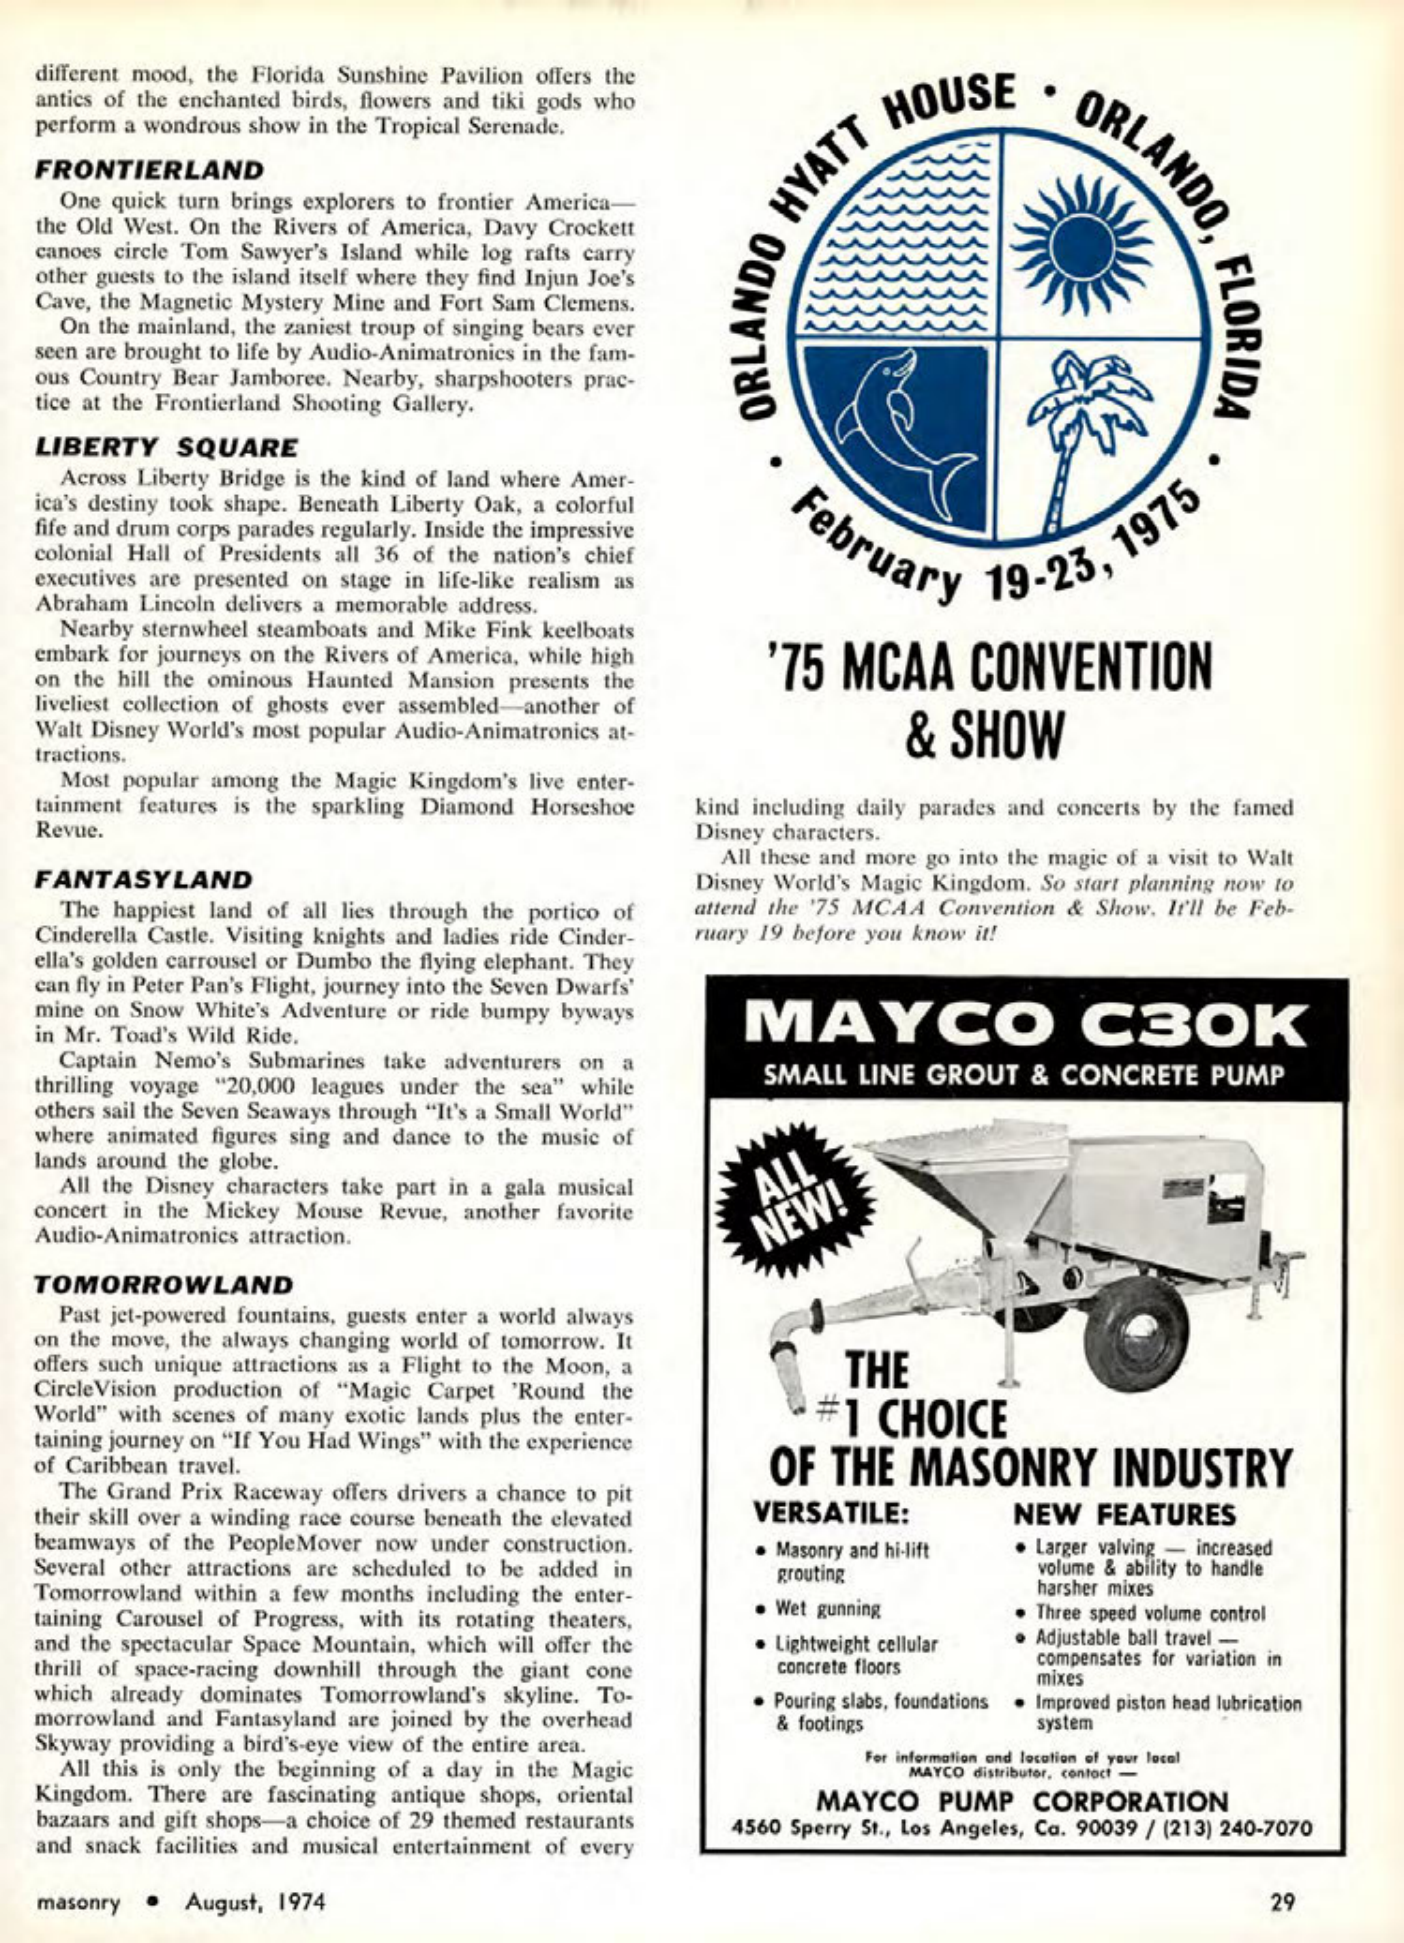 different mood, the Florida Sunshine Pavilion offers the
antics of the enchanted birds, flowers and tiki gods who
perform a wondrous show in the Tropical Serenade.
FRONTIERLAND
One quick turn brings explorers to frontier America—
the Old West. On the Rivers of America, Davy Crockett
canoes circle Tom Sawyer's Island while log rafts carry
other guests to the island itself where they find Injun Joe's
Cave, the Magnetic Mystery Mine and Fort Sam Clemens.
On the mainland, the zaniest troup of singing bears ever
seen are brought to life by Audio-Animatronics in the fam-
ous Country Bear Jamboree. Nearby, sharpshooters prac-
tice at the Frontierland Shooting Gallery.
LIBERTY SQUARE
Across Liberty Bridge is the kind of land where Amer-
ica's destiny took shape. Beneath Liberty Oak, a colorful
fife and drum corps parades regularly. Inside the impressive
colonial Hall of Presidents all 36 of the nation's chief
executives are presented on stage in life-like realism as
Abraham Lincoln delivers a memorable address.
Nearby sternwheel steamboats and Mike Fink keelboats
embark for journeys on the Rivers of America, while high
on the hill the ominous Haunted Mansion presents the
liveliest collection of ghosts ever assembled—another of
Walt Disney World's most popular Audio-Animatronics at-
tractions.
Most popular among the Magic Kingdom's live enter-
tainment features is the sparkling Diamond Horseshoe
Revue.
FANTASYLAND
The happiest land of all lies through the portico of
Cinderella Castle. Visiting knights and ladies ride Cinder-
ella's golden carrousel or Dumbo the flying elephant. They
can fly in Peter Pan's Flight, journey into the Seven Dwarfs'
mine on Snow White's Adventure or ride bumpy byways
in Mr. Toad's Wild Ride.
Captain Nemo's Submarines take adventurers on a
thrilling voyage "20,000 leagues under the sea" while
others sail the Seven Seaways through "It's a Small World"
where animated figures sing and dance to the music of
lands around the globe.
All the Disney characters take part in a gala musical
concert in the Mickey Mouse Revue, another favorite
Audio-Animatronics attraction.
TOMORROWLAND
Past jet-powered fountains, guests enter a world always
on the move, the always changing world of tomorrow. It
offers such unique attractions as a Flight to the Moon, a
CircleVision production of "Magic Carpet 'Round the
World" with scenes of many exotic lands plus the enter-
taining journey on "If You Had Wings" with the experience
of Caribbean travel.
The Grand Prix Raceway offers drivers a chance to pit
their skill over a winding race course beneath the elevated
beamways of the PeopleMover now under construction.
Several other attractions are scheduled to be added in
Tomorrowland within a few months including the enter-
taining Carousel of Progress, with its rotating theaters,
and the spectacular Space Mountain, which will offer the
thrill of space-racing downhill through the giant cone
which already dominates Tomorrowland's skyline. To-
morrowland and Fantasyland are joined by the overhead
Skyway providing a bird's-eye view of the entire area.
All this is only the beginning of a day in the Magic
Kingdom. There are fascinating antique shops, oriental
bazaars and gift shops—a choice of 29 themed restaurants
and snack facilities and musical entertainment of every
ORLANDO HYATT HOUSE • ORLANDO, FLORIDA
• February 19-23, 1975 •
'75 MCAA CONVENTION
& SHOW
kind including daily parades and concerts by the famed
Disney characters.
All these and more go into the magic of a visit to Walt
Disney World's Magic Kingdom. So start planning now to
attend the '75 MCAA Convention & Show. It'll be Feb-
ruary 19 before you know it!
MAYCO C30K
SMALL LINE GROUT & CONCRETE PUMP
ALL
NEW!
THE
#1 CHOICE
OF THE MASONRY INDUSTRY
VERSATILE:
• Masonry and hi-lift
grouting
• Wet gunning
• Lightweight cellular
concrete floors
• Pouring slabs, foundations
& footings
NEW FEATURES
• Larger valving — increased
volume & ability to handle
harsher mixes
• Three speed volume control
• Adjustable ball travel —
compensates for variation in
mixes
• Improved piston head lubrication
system
For information and location of your local
MAYCO distributor, contact —
MAYCO PUMP CORPORATION
4560 Sperry St., Los Angeles, Ca. 90039 / (213) 240-7070
masonry • August, 1974
29